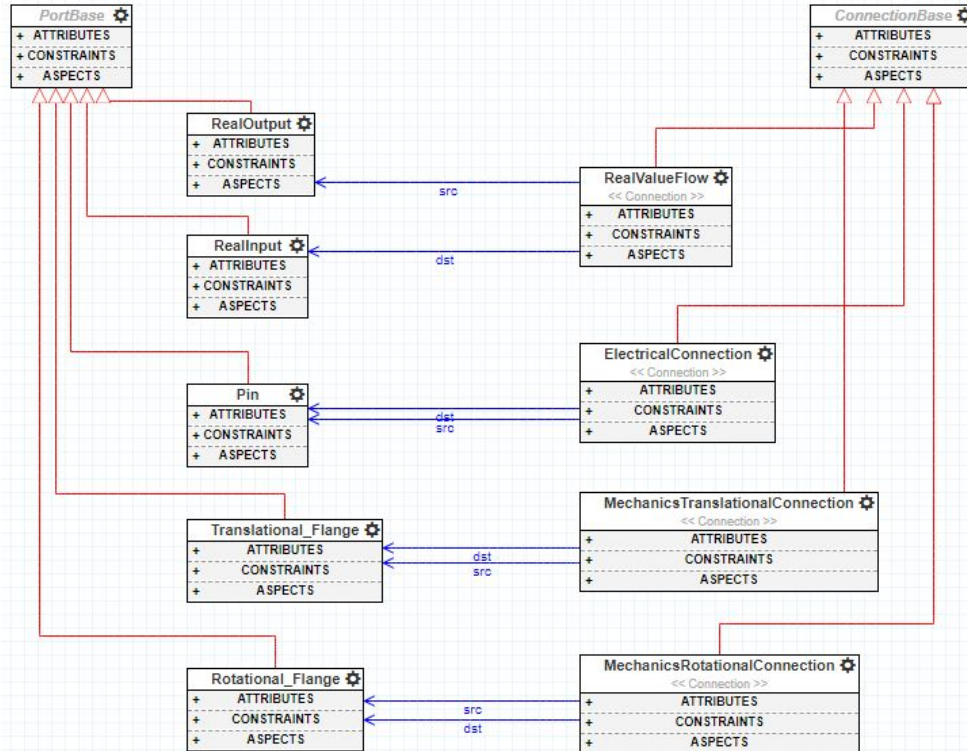 PortBase
+ ATTRIBUTES
+ CONSTRAINTS
+ ASPECTS
ConnectionBase
+ ATTRIBUTES
+ CONSTRAINTS
+ ASPECTS
RealOutput
+ ATTRIBUTES
+ CONSTRAINTS
+ ASPECTS
src
RealValueFlow
<< Connection >>
+ ATTRIBUTES
+ CONSTRAINTS
+ ASPECTS
RealInput
+ ATTRIBUTES
+ CONSTRAINTS
+ ASPECTS
dst
ElectricalConnection
<< Connection >>
+ ATTRIBUTES
+ CONSTRAINTS
+ ASPECTS
Pin
+ ATTRIBUTES
+ CONSTRAINTS
+ ASPECTS
dst
src
MechanicsTranslationalConnection
<< Connection >>
+ ATTRIBUTES
+ CONSTRAINTS
+ ASPECTS
Translational_Flange
+ ATTRIBUTES
+ CONSTRAINTS
+ ASPECTS
dst
src
MechanicsRotationalConnection
<< Connection >>
+ ATTRIBUTES
+ CONSTRAINTS
+ ASPECTS
Rotational_Flange
+ ATTRIBUTES
+ CONSTRAINTS
+ ASPECTS
src
dst